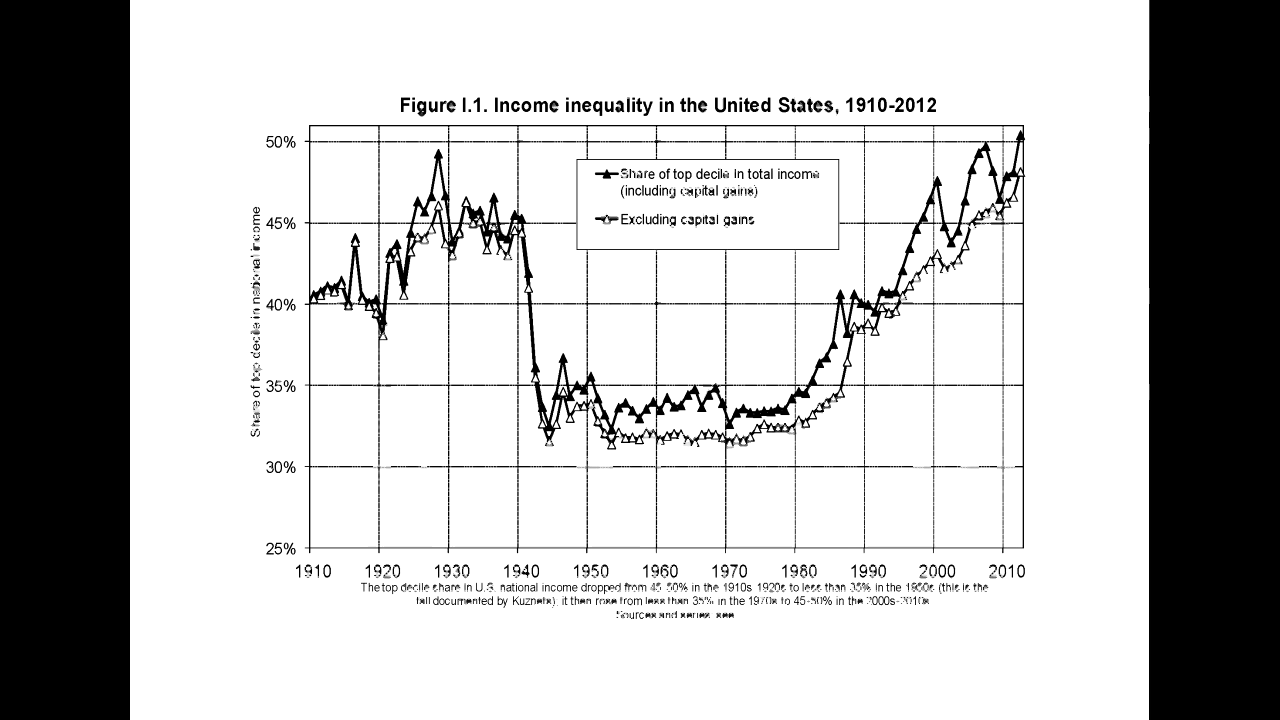 Figure I.1. Income inequality in the United States, 1910-2012
50%
45%
40%
35%
30%
25%
Share of top decile in national income
Share of top decile in total income
(including capital gains)
Excluding capital gains
1910 1920 1930 1940 1950 1960 1970 1980 1990 2000 2010
The top decile share in U.S. national income dropped from 45-50% in the 1910s-1920s to less than 35% in the 1950s (this is the
fall documented by Kuznets); it then rose from less than 35% in the 1970s to 45-50% in the 2000s-2010s.
Sources and series: see